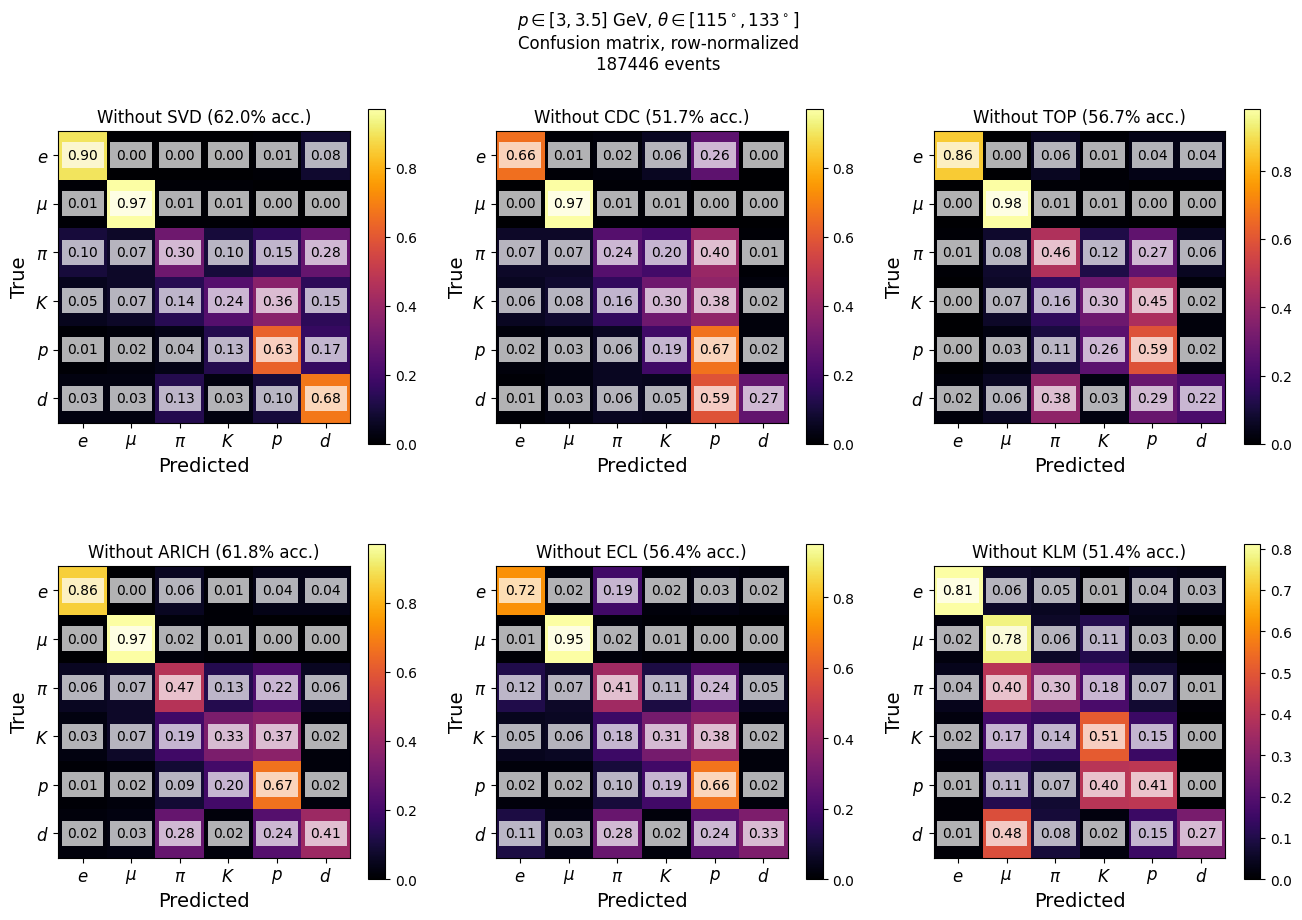 p ∈ [3, 3.5] GeV, θ ∈ [115°, 133°]
Confusion matrix, row-normalized
187446 events
Without SVD (62.0% acc.)
True
e 0.90 0.00 0.00 0.00 0.01 0.08
μ 0.01 0.97 0.01 0.01 0.00 0.00
π 0.10 0.07 0.30 0.10 0.15 0.28
K 0.05 0.07 0.14 0.24 0.36 0.15
p 0.01 0.02 0.04 0.13 0.63 0.17
d 0.03 0.03 0.13 0.03 0.10 0.68
e μ π K p d
Predicted
0.8
0.6
0.4
0.2
0.0
Without CDC (51.7% acc.)
True
e 0.66 0.01 0.02 0.06 0.26 0.00
μ 0.00 0.97 0.01 0.01 0.00 0.00
π 0.07 0.07 0.24 0.20 0.40 0.01
K 0.06 0.08 0.16 0.30 0.38 0.02
p 0.02 0.03 0.06 0.19 0.67 0.02
d 0.01 0.03 0.06 0.05 0.59 0.27
e μ π K p d
Predicted
0.8
0.6
0.4
0.2
0.0
Without TOP (56.7% acc.)
True
e 0.86 0.00 0.06 0.01 0.04 0.04
μ 0.00 0.98 0.01 0.01 0.00 0.00
π 0.01 0.08 0.46 0.12 0.27 0.06
K 0.00 0.07 0.16 0.30 0.45 0.02
p 0.00 0.03 0.11 0.26 0.59 0.02
d 0.02 0.06 0.38 0.03 0.29 0.22
e μ π K p d
Predicted
0.8
0.6
0.4
0.2
0.0
Without ARICH (61.8% acc.)
True
e 0.86 0.00 0.06 0.01 0.04 0.04
μ 0.00 0.97 0.02 0.01 0.00 0.00
π 0.06 0.07 0.47 0.13 0.22 0.06
K 0.03 0.07 0.19 0.33 0.37 0.02
p 0.01 0.02 0.09 0.20 0.67 0.02
d 0.02 0.03 0.28 0.02 0.24 0.41
e μ π K p d
Predicted
0.8
0.6
0.4
0.2
0.0
Without ECL (56.4% acc.)
True
e 0.72 0.02 0.19 0.02 0.03 0.02
μ 0.01 0.95 0.02 0.01 0.00 0.00
π 0.12 0.07 0.41 0.11 0.24 0.05
K 0.05 0.06 0.18 0.31 0.38 0.02
p 0.02 0.02 0.10 0.19 0.66 0.02
d 0.11 0.03 0.28 0.02 0.24 0.33
e μ π K p d
Predicted
0.8
0.6
0.4
0.2
0.0
Without KLM (51.4% acc.)
True
e 0.81 0.06 0.05 0.01 0.04 0.03
μ 0.02 0.78 0.06 0.11 0.03 0.00
π 0.04 0.40 0.30 0.18 0.07 0.01
K 0.02 0.17 0.14 0.51 0.15 0.00
p 0.01 0.11 0.07 0.40 0.41 0.00
d 0.01 0.48 0.08 0.02 0.15 0.27
e μ π K p d
Predicted
0.8
0.7
0.6
0.5
0.4
0.3
0.2
0.1
0.0